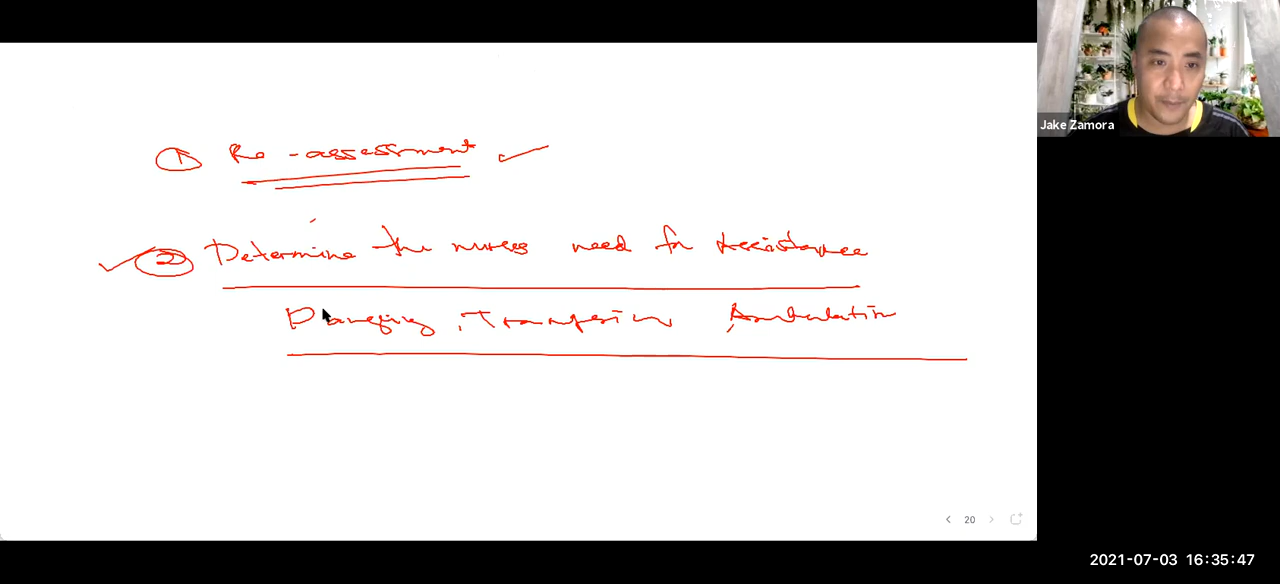 Jake Zamora
① Re-assessment
② Determine the nurses need for Assistance
Dangling, Transfer in, Ambulation
20
2021-07-03 16:35:47